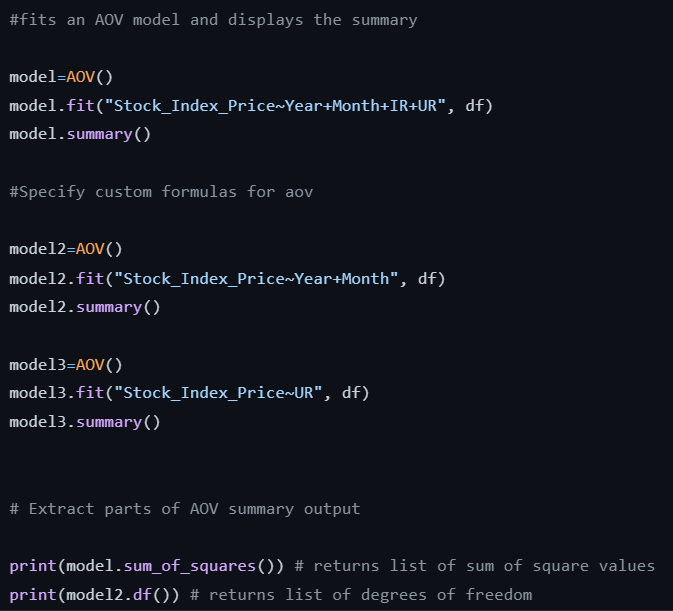 #fits an AOV model and displays the summary
model=AOV()
model.fit("Stock_Index_Price~Year+Month+IR+UR", df)
model.summary()
#Specify custom formulas for aov
model2=AOV()
model2.fit("Stock_Index_Price~Year+Month", df)
model2.summary()
model3=AOV()
model3.fit("Stock_Index_Price~UR", df)
model3.summary()
# Extract parts of AOV summary output
print(model.sum_of_squares()) # returns list of sum of square values
print(model2.df()) # returns list of degrees of freedom